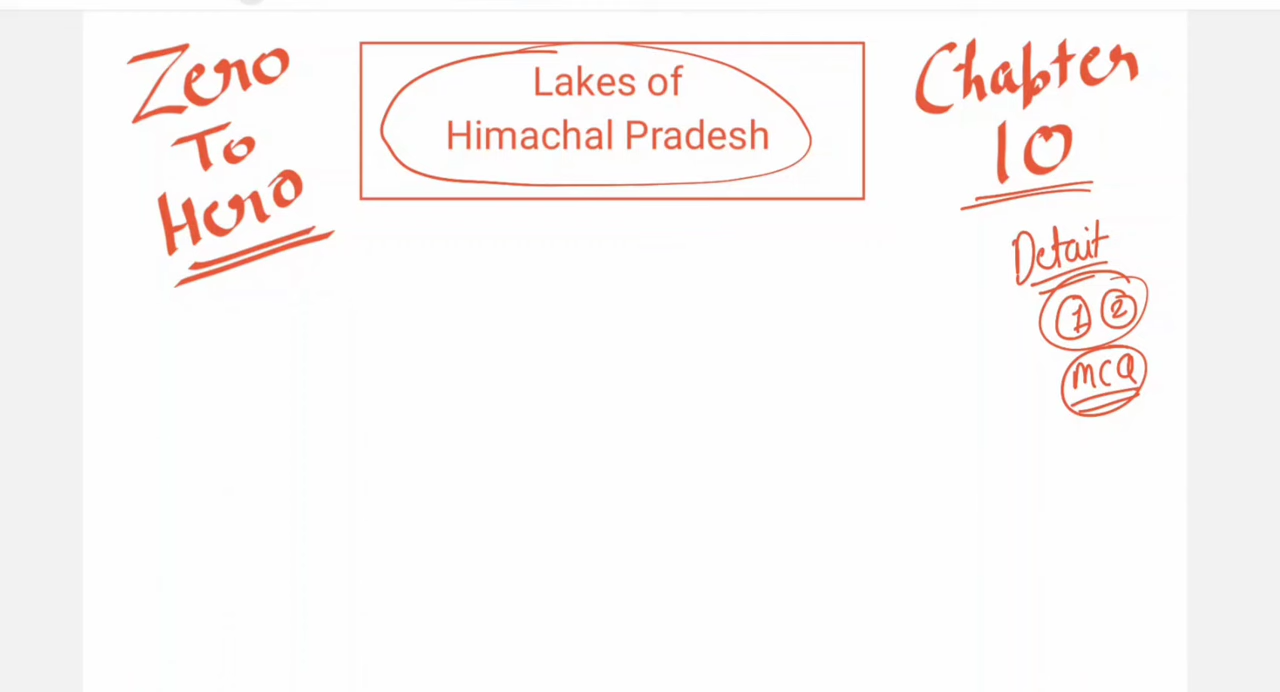 Zero
To
Hero
Lakes of
Himachal Pradesh
Chapter
10
Detail
1 2
MCQ